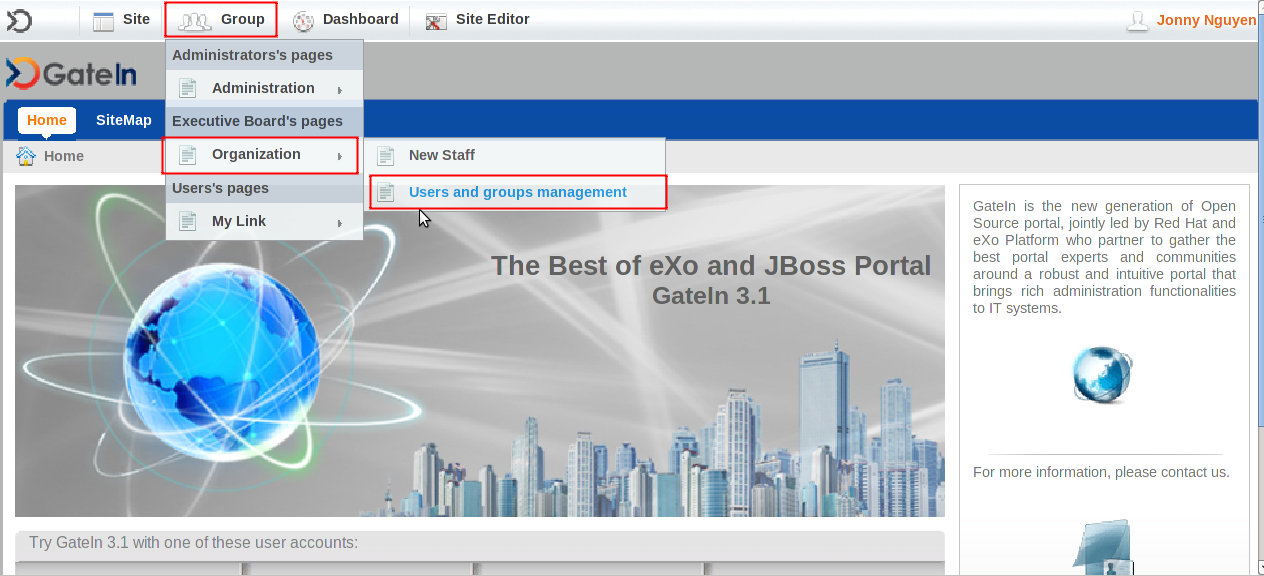 Site
Group
Dashboard
Site Editor
Jonny Nguyen
GateIn
Administrators's pages
Administration
Executive Board's pages
Organization
Users's pages
My Link
New Staff
Users and groups management
Home
SiteMap
Home
The Best of eXo and JBoss Portal
GateIn 3.1
GateIn is the new generation of Open
Source portal, jointly led by Red Hat and
eXo Platform who partner to gather the
best portal experts and communities
around a robust and intuitive portal that
brings rich administration functionalities
to IT systems.
For more information, please contact us.
Try GateIn 3.1 with one of these user accounts: